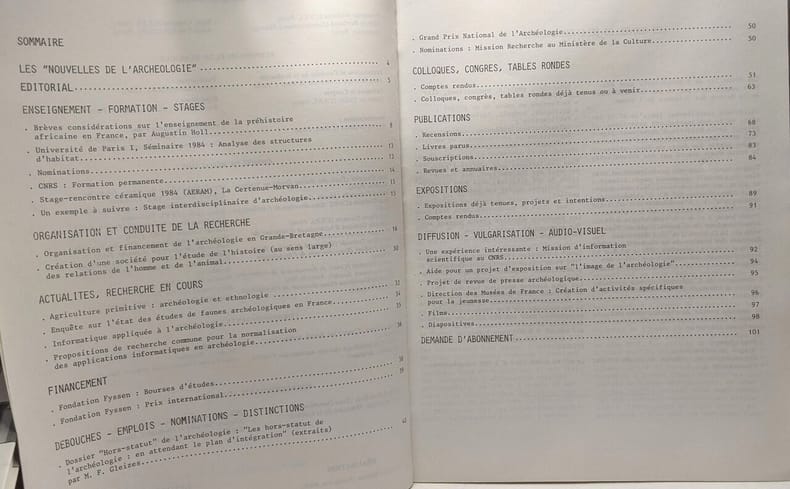 SOMMAIRE
LES "NOUVELLES DE L'ARCHEOLOGIE" 4
EDITORIAL 5
ENSEIGNEMENT - FORMATION - STAGES
. Brèves considérations sur l'enseignement de la préhistoire
africaine en France, par Augustin Holl
. Université de Paris I, Séminaire 1984 : Analyse des structures
d'habitat
. Nominations
. CNRS : Formation permanente
. Stage-rencontre céramique 1984 (AERAM), La Certenue-Morvan
. Un exemple à suivre : Stage interdisciplinaire d'archéologie
ORGANISATION ET CONDUITE DE LA RECHERCHE
. Organisation et financement de l'archéologie en Grande-Bretagne
. Création d'une société pour l'étude de l'histoire (au sens large)
des relations de l'homme et de l'animal
ACTUALITES, RECHERCHE EN COURS
. Agriculture primitive : archéologie et ethnologie
. Enquête sur l'état des études de faunes archéologiques en France
. Informatique appliquée à l'archéologie
. Propositions de recherche commune pour la normalisation
des applications informatiques en archéologie
FINANCEMENT
. Fondation Fyssen : Bourses d'études
. Fondation Fyssen : Prix international
DEBOUCHES - EMPLOIS - NOMINATIONS - DISTINCTIONS
. Dossier "Hors-statut" de l'archéologie : "Les hors-statut de
l'archéologie : en attendant le plan d'intégration" (extraits)
par M. F. Gleizes
. Grand Prix National de l'Archéologie 50
. Nominations : Mission Recherche au Ministère de la Culture 50
COLLOQUES, CONGRES, TABLES RONDES
. Comptes rendus 51
. Colloques, congrès, tables rondes déjà tenus ou à venir 63
PUBLICATIONS
. Recensions 68
. Livres parus 73
. Souscriptions 83
. Revues et annuaires 84
EXPOSITIONS
. Expositions déjà tenues, projets et intentions 89
. Comptes rendus 91
DIFFUSION - VULGARISATION - AUDIO-VISUEL
. Une expérience intéressante : Mission d'information
scientifique au CNRS 92
. Aide pour un projet d'exposition sur "l'image de l'archéologie" 94
. Projet de revue de presse archéologique 95
. Direction des Musées de France : Création d'activités spécifiques
pour la jeunesse 96
. Films 97
. Diapositives 98
DEMANDE D'ABONNEMENT 101